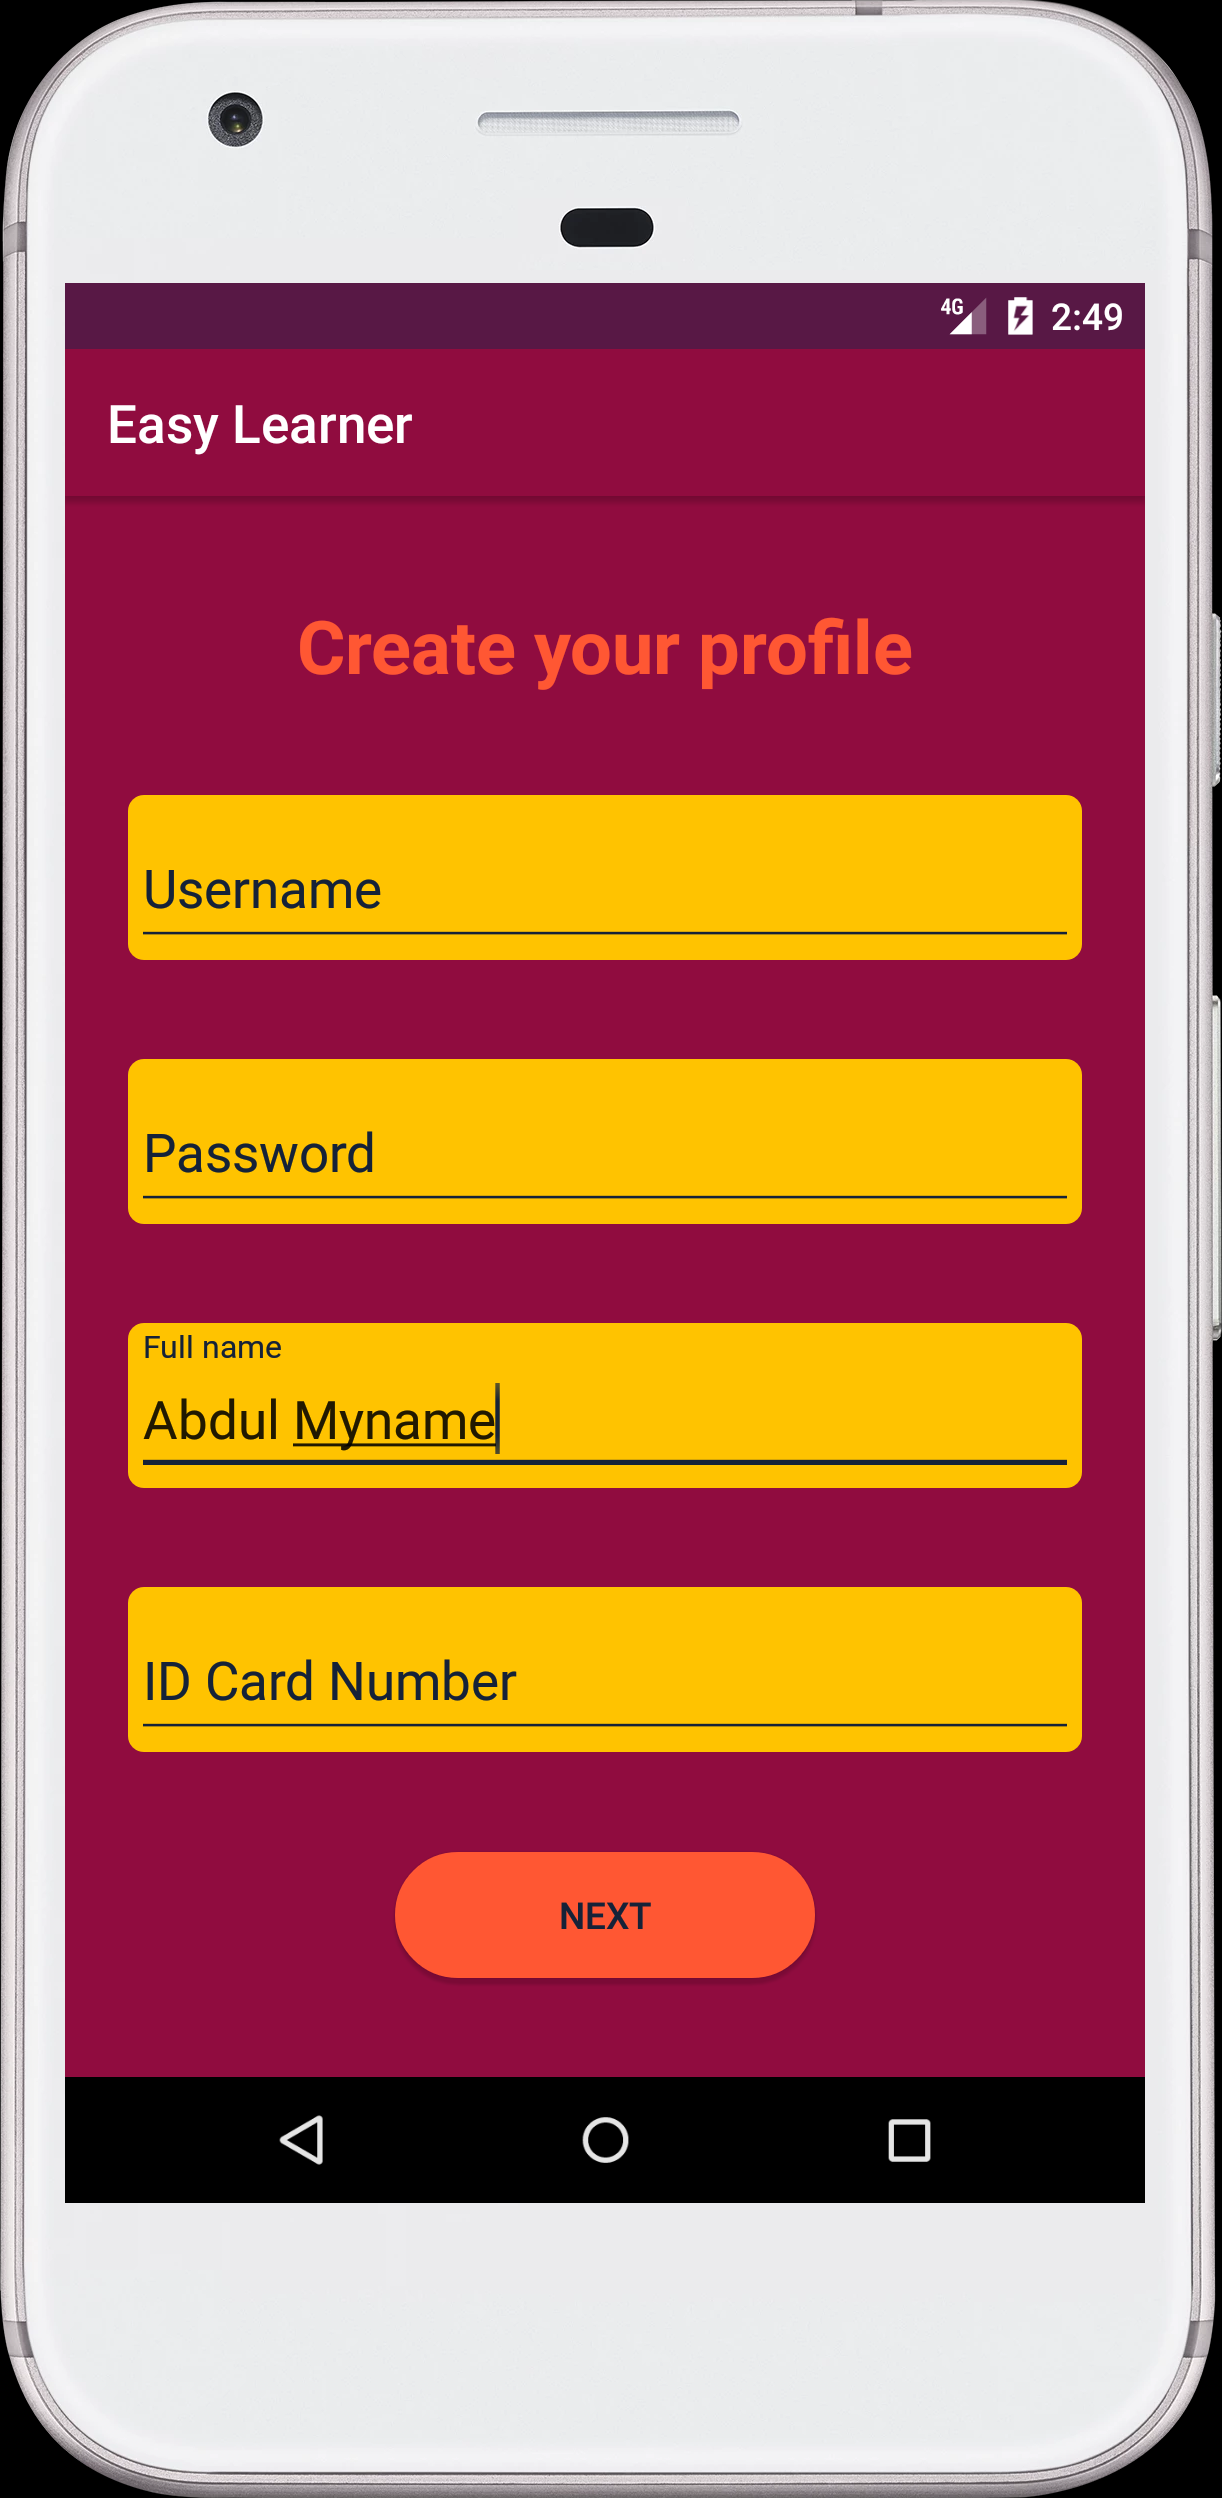 4G 2:49
Easy Learner
Create your profile
Username
Password
Full name
Abdul Myname
ID Card Number
NEXT